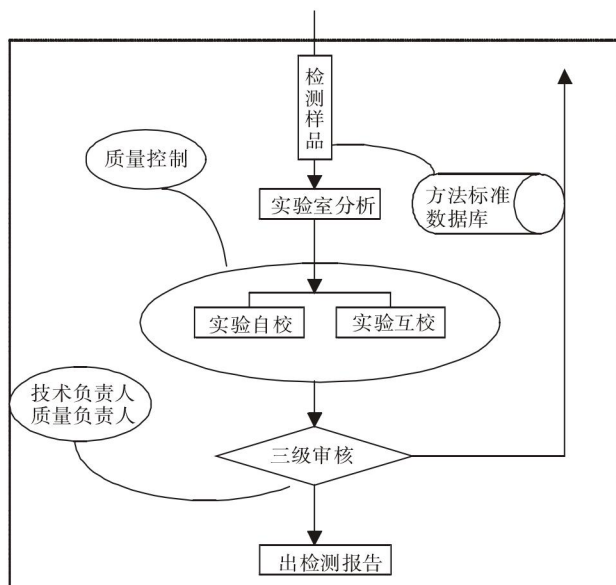 检测样品
质量控制
实验室分析
方法标准
数据库
实验自校
实验互校
技术负责人
质量负责人
三级审核
出检测报告